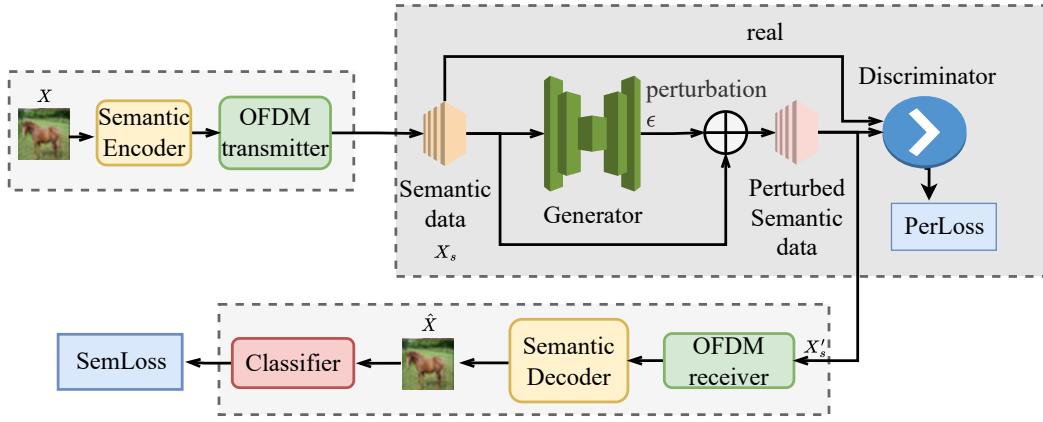 real
X
Semantic
Encoder
OFDM
transmitter
Semantic
data
X_s
Generator
perturbation
ϵ
Perturbed
Semantic
data
Discriminator
PerLoss
SemLoss
Classifier
X̂
Semantic
Decoder
OFDM
receiver
X′_s